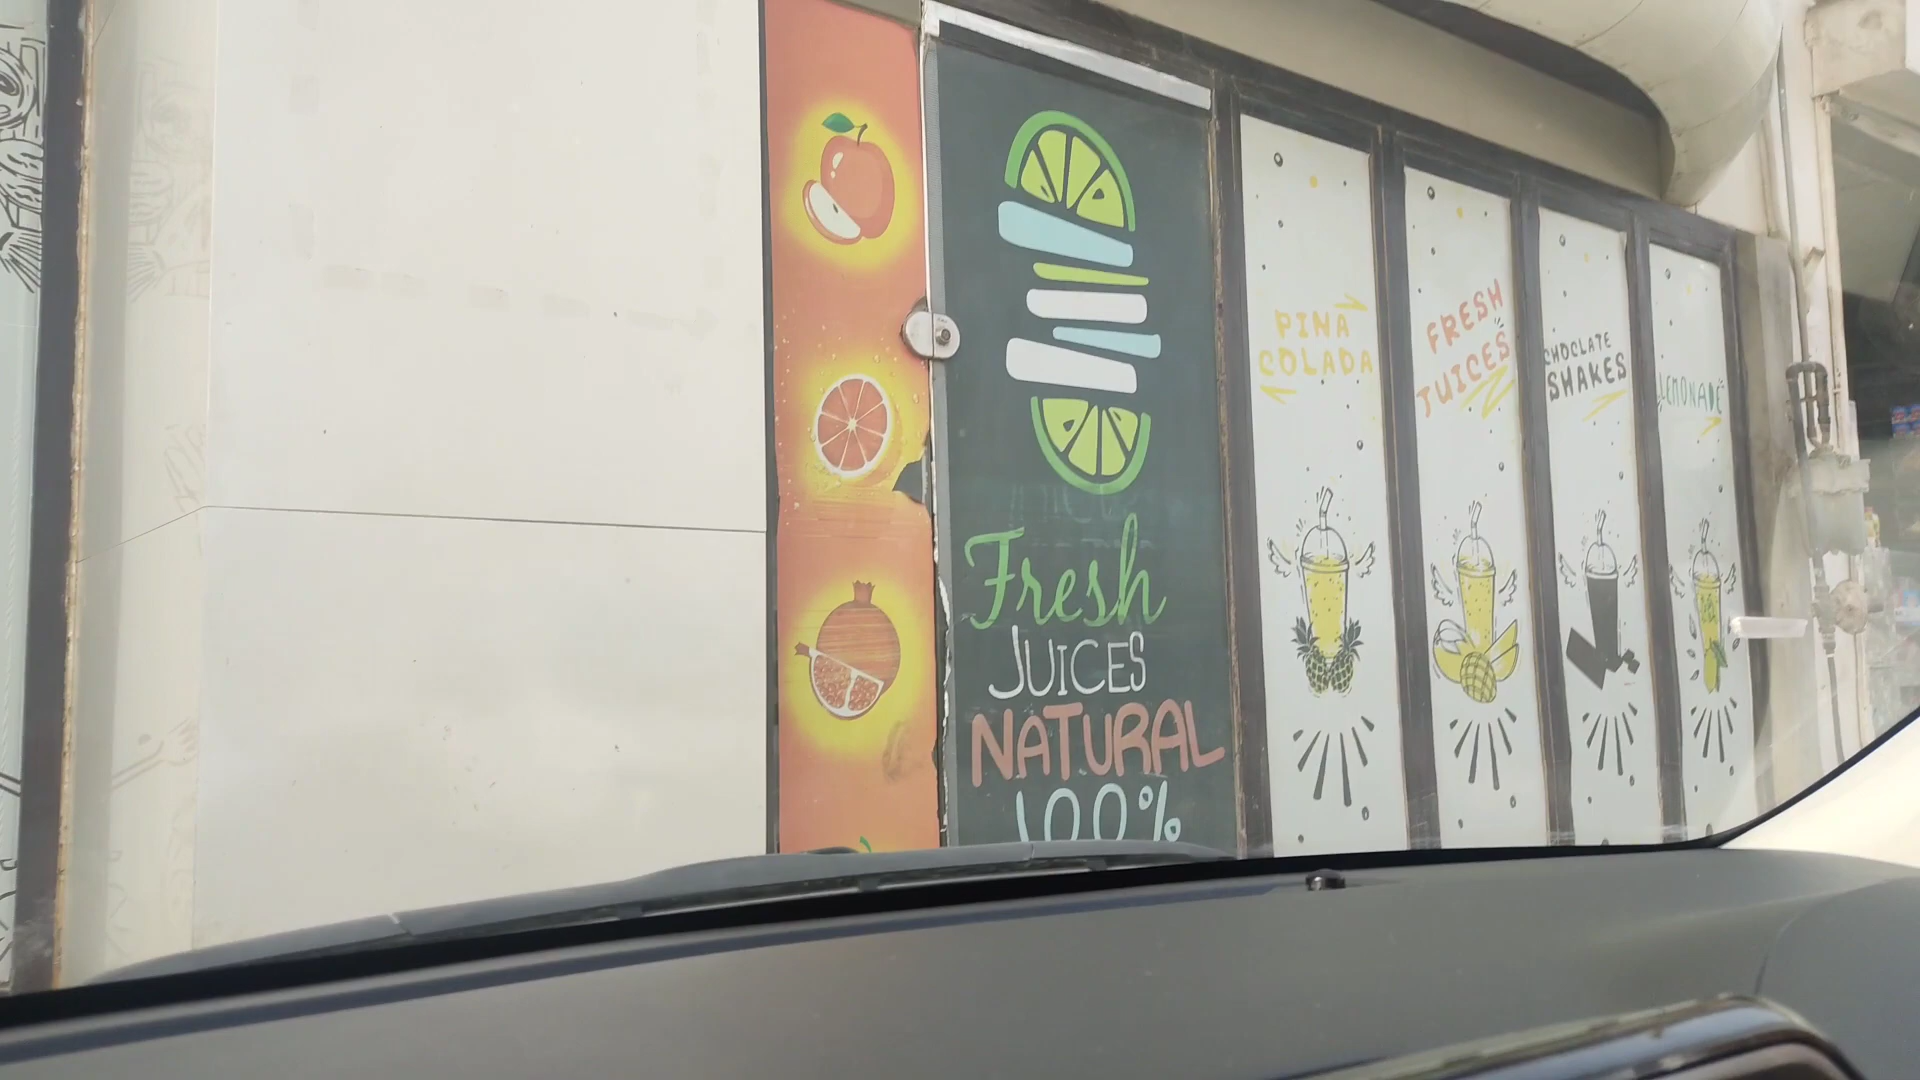 Fresh
JUICES
NATURAL
100%
PINA
COLADA
FRESH
JUICES
CHOCLATE
SHAKES
LEMONADE